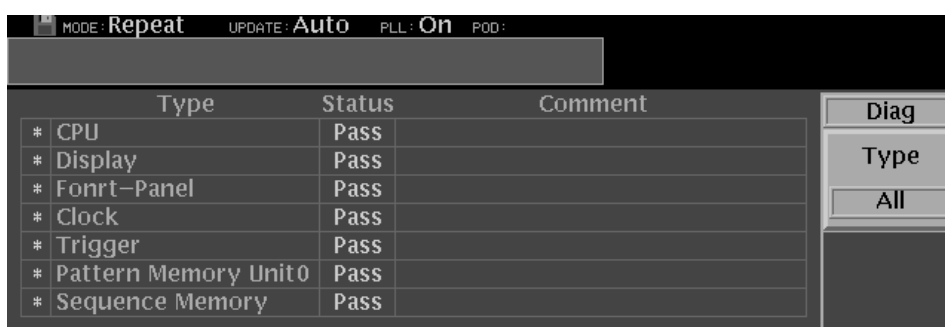 MODE:Repeat UPDATE:Auto PLL:On POD:
Type Status Comment
* CPU Pass
* Display Pass
* Fonrt-Panel Pass
* Clock Pass
* Trigger Pass
* Pattern Memory Unit0 Pass
* Sequence Memory Pass
Diag
Type
All